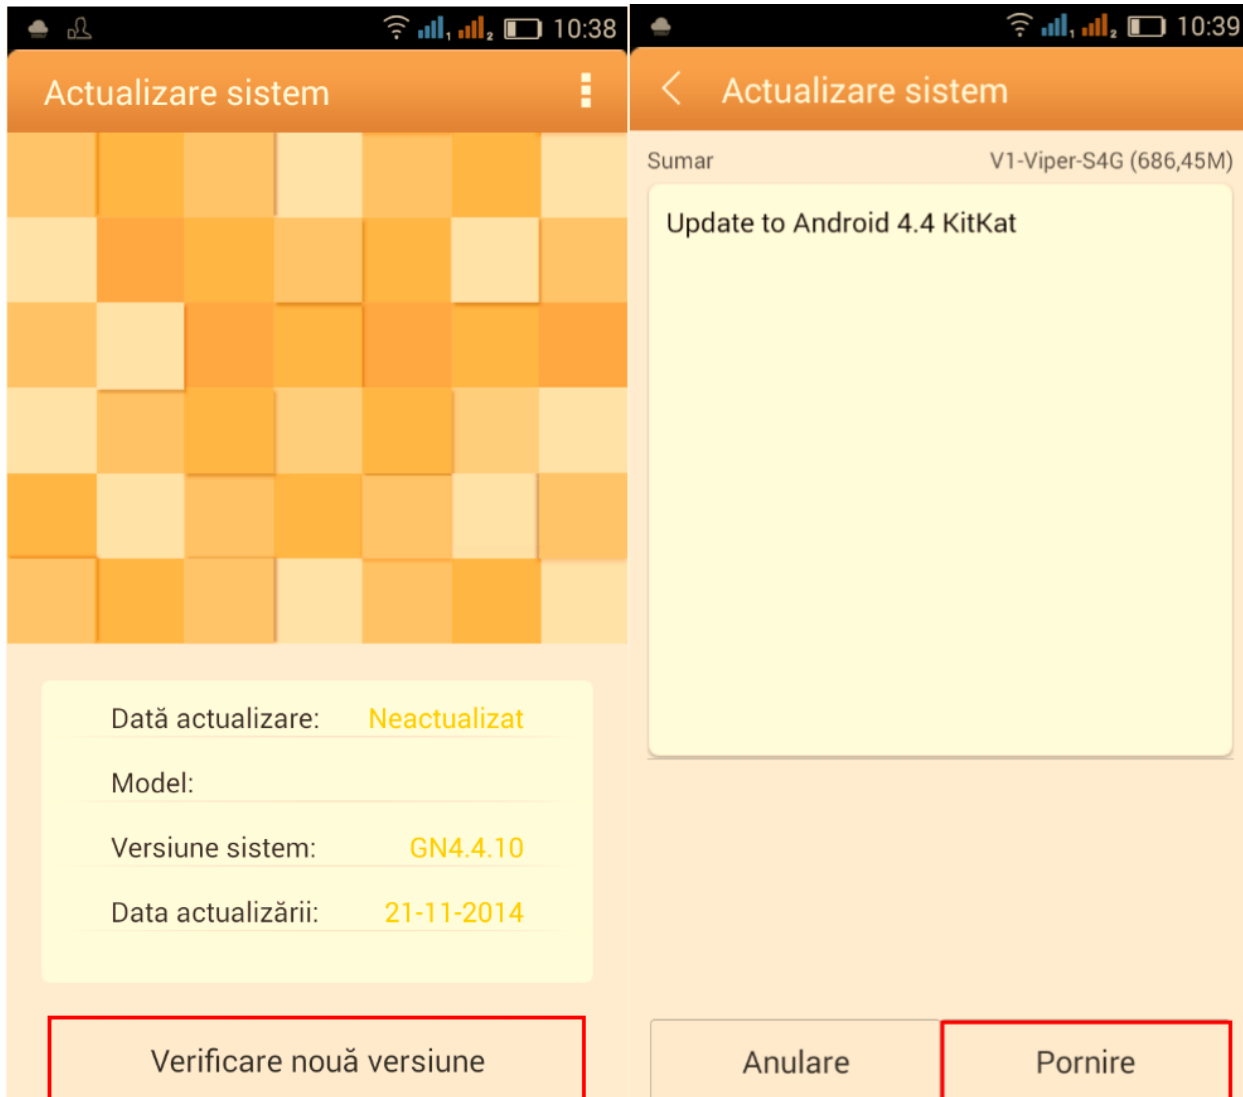 10:38
Actualizare sistem
Dată actualizare: Neactualizat
Model:
Versiune sistem: GN4.4.10
Data actualizării: 21-11-2014
Verificare nouă versiune
10:39
Actualizare sistem
Sumar V1-Viper-S4G (686,45M)
Update to Android 4.4 KitKat
Anulare Pornire